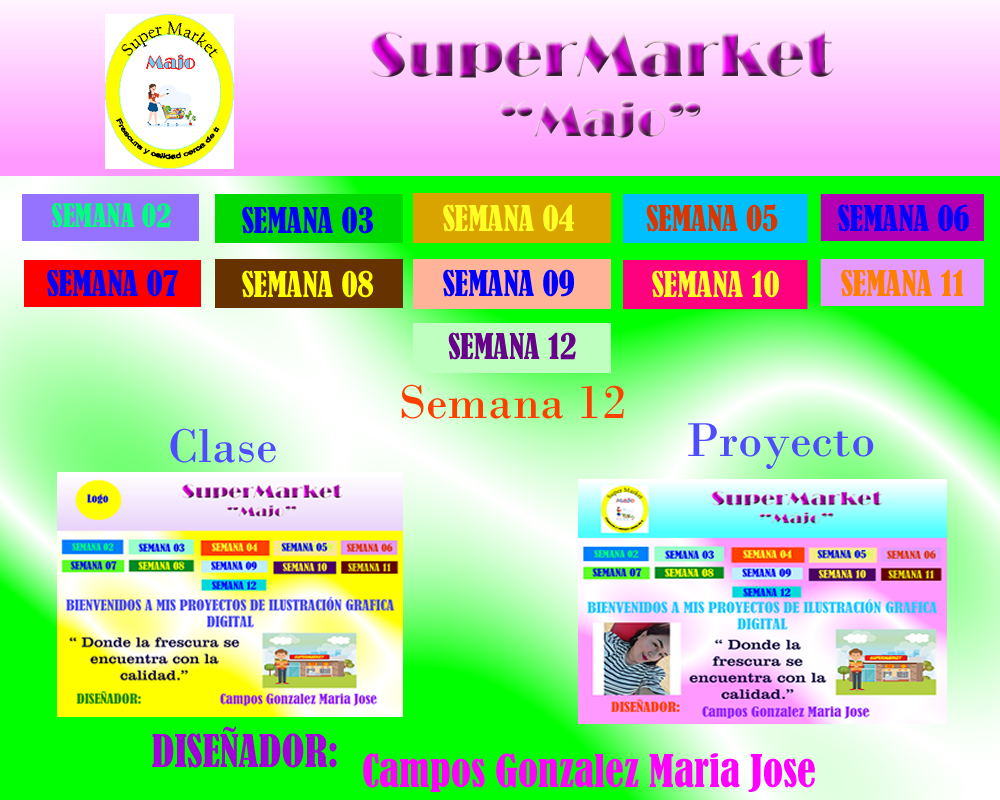 Super Market
Majo
Frescura y calidad cerca de ti
SuperMarket
“Majo”
SEMANA 02
SEMANA 03
SEMANA 04
SEMANA 05
SEMANA 06
SEMANA 07
SEMANA 08
SEMANA 09
SEMANA 10
SEMANA 11
SEMANA 12
Semana 12
Clase
Logo
SuperMarket
“Majo”
SEMANA 02
SEMANA 03
SEMANA 04
SEMANA 05
SEMANA 06
SEMANA 07
SEMANA 08
SEMANA 09
SEMANA 10
SEMANA 11
SEMANA 12
BIENVENIDOS A MIS PROYECTOS DE ILUSTRACIÓN GRAFICA
DIGITAL
“ Donde la frescura se
encuentra con la
calidad.”
SUPERMARKET
DISEÑADOR:
Campos Gonzalez Maria Jose
Proyecto
Super Market
Majo
SuperMarket
“Majo”
SEMANA 02
SEMANA 03
SEMANA 04
SEMANA 05
SEMANA 06
SEMANA 07
SEMANA 08
SEMANA 09
SEMANA 10
SEMANA 11
SEMANA 12
BIENVENIDOS A MIS PROYECTOS DE ILUSTRACIÓN GRAFICA
DIGITAL
“ Donde la
frescura se
encuentra con la
calidad.”
SUPERMARKET
DISEÑADOR:
Campos Gonzalez Maria Jose
DISEÑADOR:
Campos Gonzalez Maria Jose